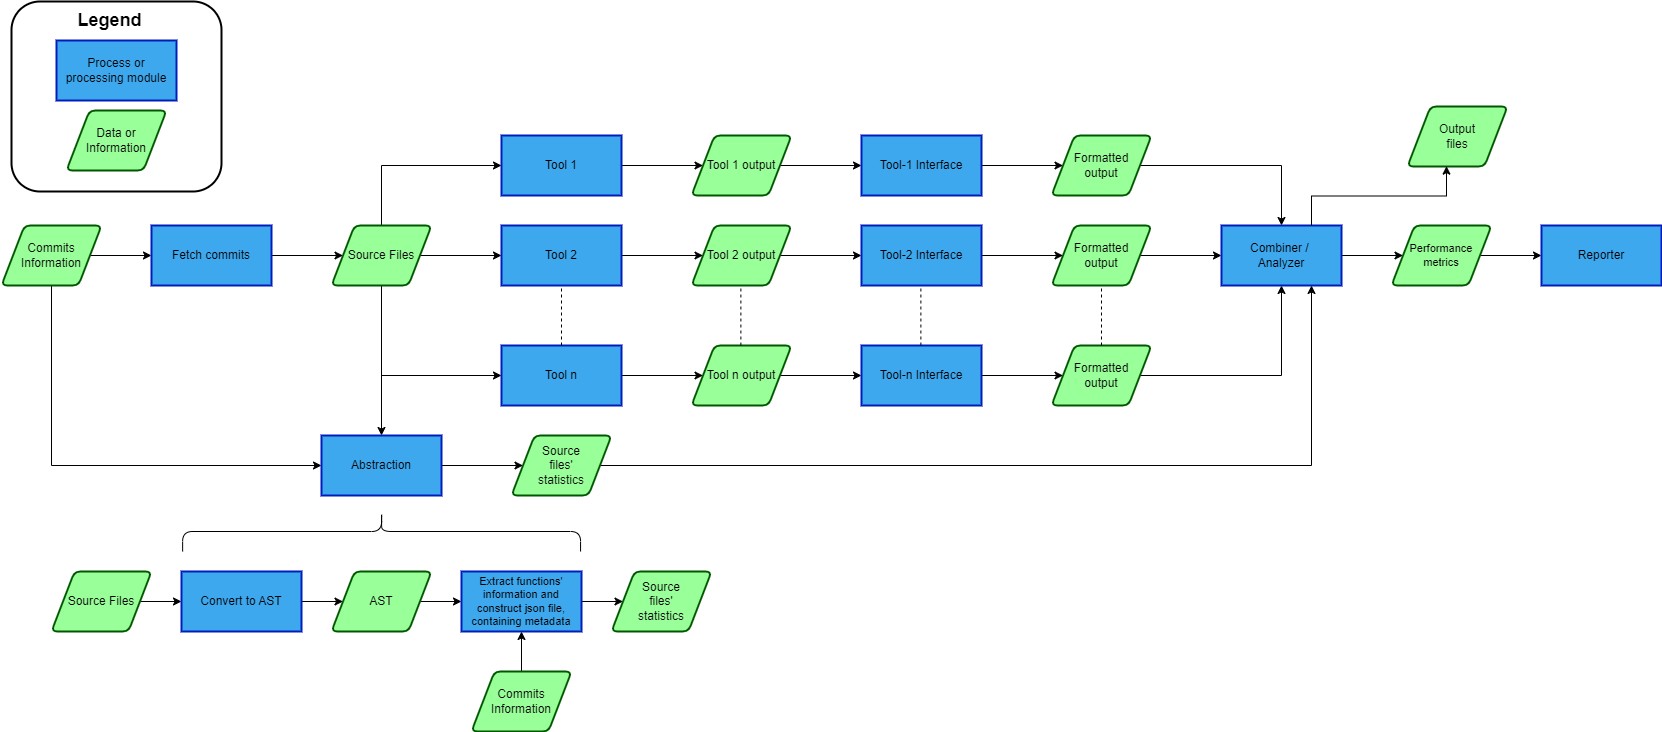 Legend
Process or
processing module
Data or
Information
Output
files
Tool 1
Tool 1 output
Tool-1 Interface
Formatted
output
Commits
Information
Fetch commits
Source Files
Tool 2
Tool 2 output
Tool-2 Interface
Formatted
output
Combiner /
Analyzer
Performance
metrics
Reporter
Tool n
Tool n output
Tool-n Interface
Formatted
output
Abstraction
Source
files'
statistics
Source Files
Convert to AST
AST
Extract functions'
information and
construct json file,
containing metadata
Source
files'
statistics
Commits
Information